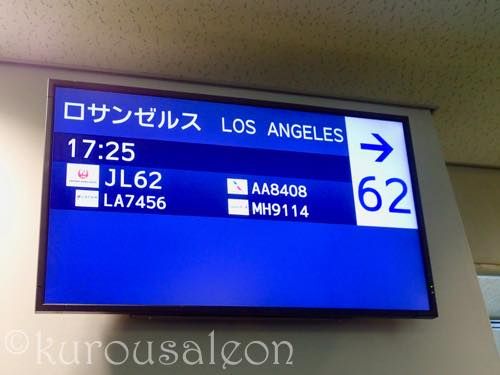 ロサンゼルス LOS ANGELES
→
17:25
JL62 AA8408
LA7456 MH9114
62
©kurousaleon